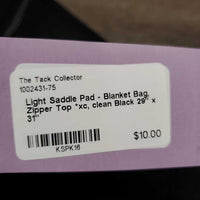 The Tack Collector
1002431-75
Light Saddle Pad - Blanket Bag,
Zipper Top *xc, clean Black 29" x
31"
$10.00
KSPK16